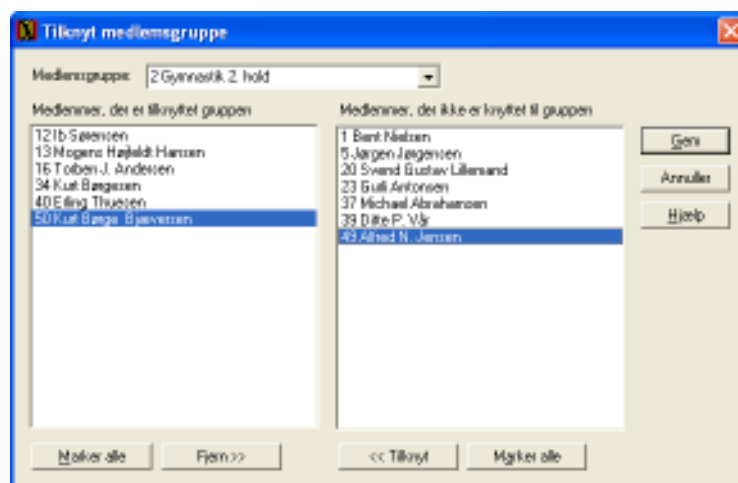 Tilknyt medlemsgruppe
Medlemsgruppe: 2 Gymnastik 2. hold
Medlemmer, der er tilknyttet gruppen
12 Ib Sørensen
13 Mogens Højfeldt Hansen
16 Torben J. Andersen
34 Kurt Børgesen
40 Erling Thuesen
50 Kurt Børge Bjæversen
Medlemmer, der ikke er knyttet til gruppen
1 Bent Nielsen
5 Jørgen Jørgensen
20 Svend Gustav Lillemand
23 Gurli Antonsen
37 Michael Abrahamsen
39 Ditte P. Vår
49 Alfred N. Jensen
Gem
Annuller
Hjælp
Marker alle
Fjern >>
<< Tilknyt
Marker alle